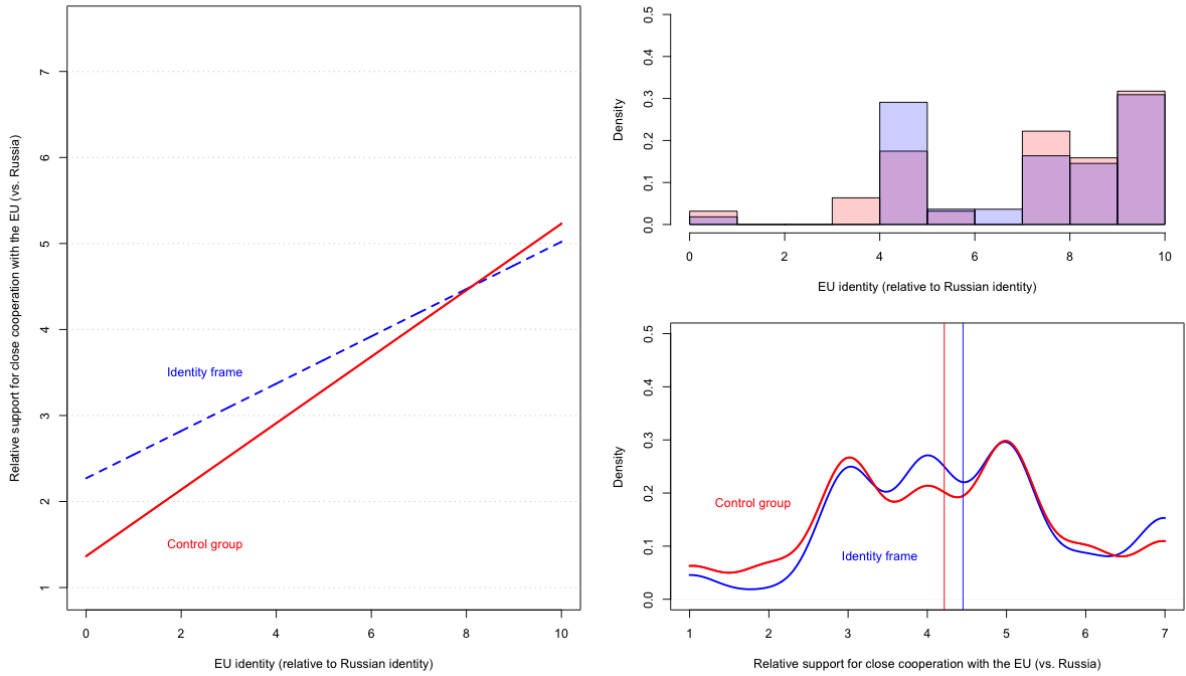 Relative support for close cooperation with the EU (vs. Russia)
7
6
5
4
3
2
1
Identity frame
Control group
0 2 4 6 8 10
EU identity (relative to Russian identity)
Density
0.5
0.4
0.3
0.2
0.1
0.0
0 2 4 6 8 10
EU identity (relative to Russian identity)
Density
0.5
0.4
0.3
0.2
0.1
0.0
Control group
Identity frame
1 2 3 4 5 6 7
Relative support for close cooperation with the EU (vs. Russia)